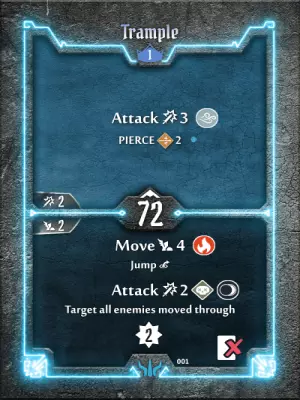 Trample
1
Attack 3
PIERCE 2
2
72
2
Move 4
Jump
Attack 2
Target all enemies moved through
2
001